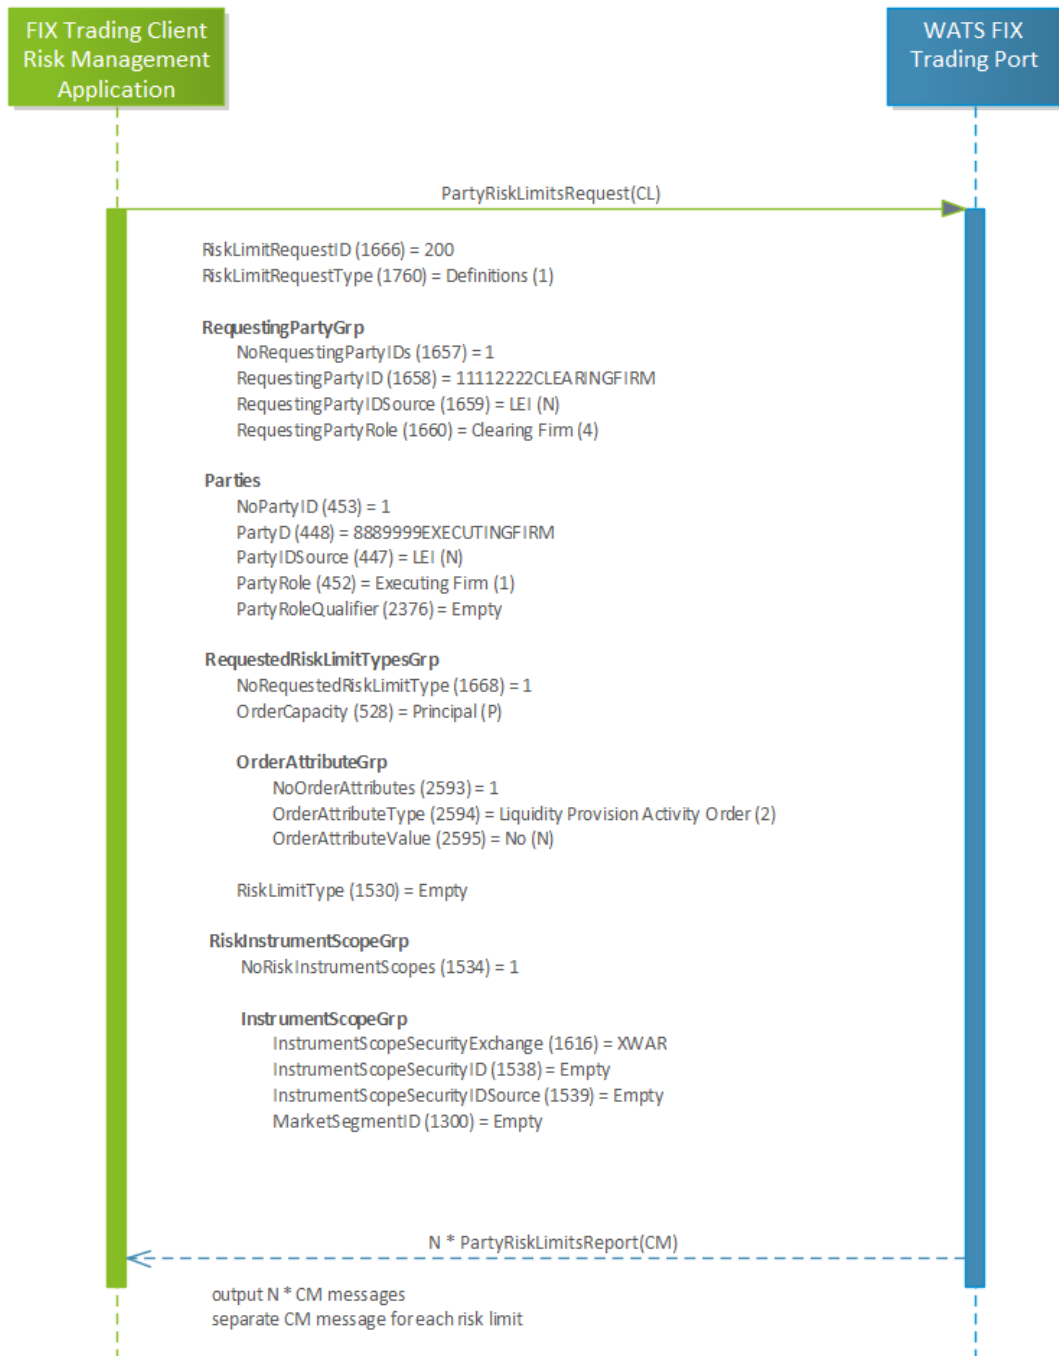 FIX Trading Client
Risk Management
Application
WATS FIX
Trading Port
PartyRiskLimitsRequest(CL)
RiskLimitRequestID (1666) = 200
RiskLimitRequestType (1760) = Definitions (1)
RequestingPartyGrp
NoRequestingPartyIDs (1657) = 1
RequestingPartyID (1658) = 11112222CLEARINGFIRM
RequestingPartyIDSource (1659) = LEI (N)
RequestingPartyRole (1660) = Clearing Firm (4)
Parties
NoPartyID (453) = 1
PartyD (448) = 8889999EXECUTINGFIRM
PartyIDSource (447) = LEI (N)
PartyRole (452) = Executing Firm (1)
PartyRoleQualifier (2376) = Empty
RequestedRiskLimitTypesGrp
NoRequestedRiskLimitType (1668) = 1
OrderCapacity (528) = Principal (P)
OrderAttributeGrp
NoOrderAttributes (2593) = 1
OrderAttributeType (2594) = Liquidity Provision Activity Order (2)
OrderAttributeValue (2595) = No (N)
RiskLimitType (1530) = Empty
RiskInstrumentScopeGrp
NoRiskInstrumentScopes (1534) = 1
InstrumentScopeGrp
InstrumentScopeSecurityExchange (1616) = XWAR
InstrumentScopeSecurityID (1538) = Empty
InstrumentScopeSecurityIDSource (1539) = Empty
MarketSegmentID (1300) = Empty
N * PartyRiskLimitsReport(CM)
output N * CM messages
separate CM message for each risk limit